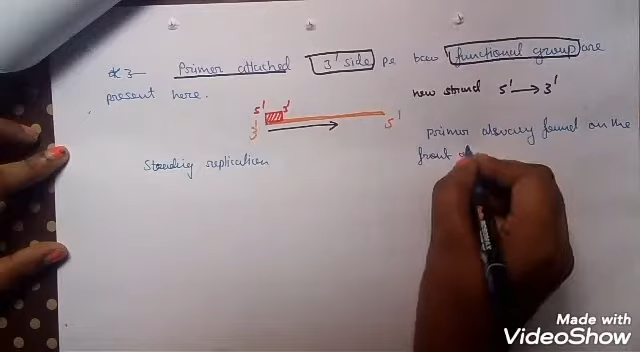 *3— Primer attached 3' side pe bcoz functional group are
present here.
new strand 5' → 3'
5' 3'
3' 5'
primer always found on the
front
Starting replication
Made with
VideoShow